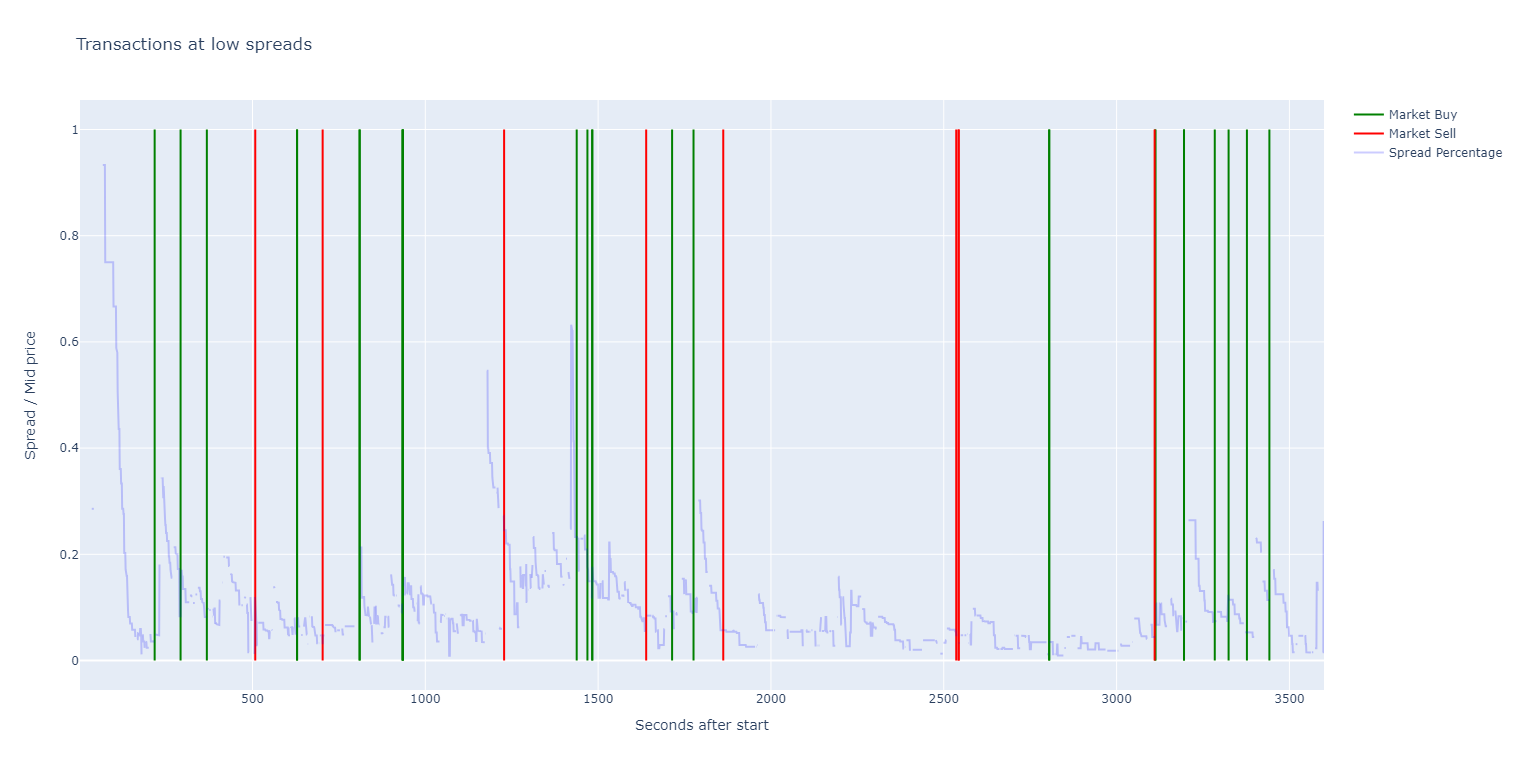 Transactions at low spreads
Market Buy
Market Sell
Spread Percentage
1
0.8
0.6
0.4
0.2
0
Spread / Mid price
500
1000
1500
2000
2500
3000
3500
Seconds after start